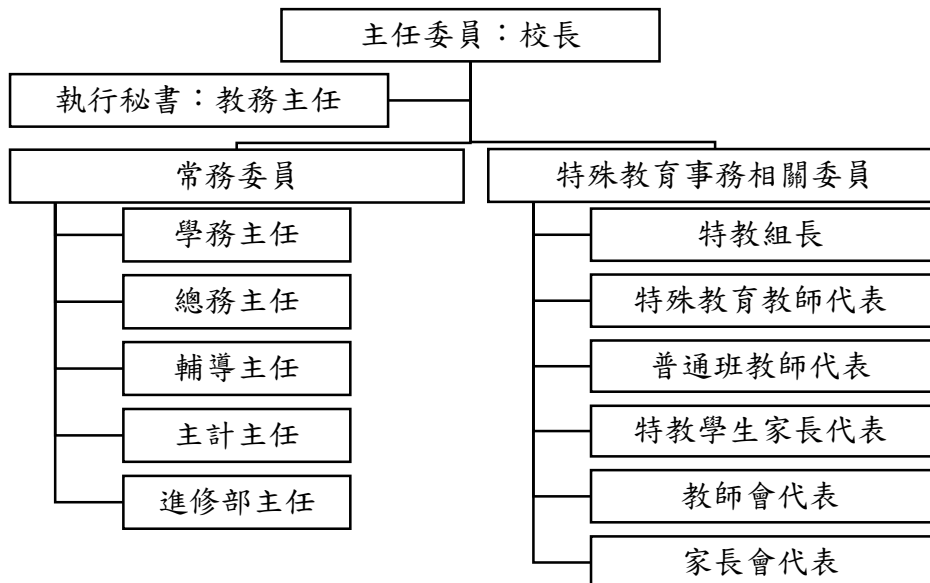 主任委員：校長
執行秘書：教務主任
常務委員
學務主任
總務主任
輔導主任
主計主任
進修部主任
特殊教育事務相關委員
特教組長
特殊教育教師代表
普通班教師代表
特教學生家長代表
教師會代表
家長會代表